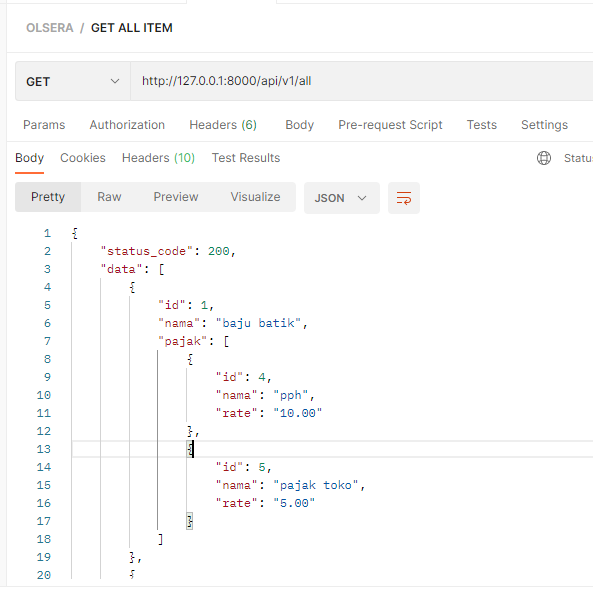 OLSERA / GET ALL ITEM
GET http://127.0.0.1:8000/api/v1/all
Params Authorization Headers (6) Body Pre-request Script Tests Settings
Body Cookies Headers (10) Test Results Statu
Pretty Raw Preview Visualize JSON
1 {
2 "status_code": 200,
3 "data": [
4 {
5 "id": 1,
6 "nama": "baju batik",
7 "pajak": [
8 {
9 "id": 4,
10 "nama": "pph",
11 "rate": "10.00"
12 },
13 {
14 "id": 5,
15 "nama": "pajak toko",
16 "rate": "5.00"
17 }
18 ]
19 },
20 {